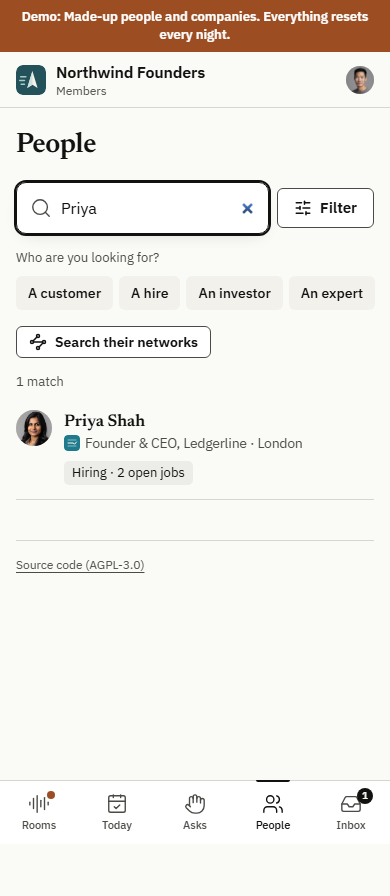 Demo: Made-up people and companies. Everything resets
every night.
Northwind Founders
Members
People
Priya
Filter
Who are you looking for?
A customer
A hire
An investor
An expert
Search their networks
1 match
Priya Shah
Founder & CEO, Ledgerline · London
Hiring · 2 open jobs
Source code (AGPL-3.0)
1
Rooms
Today
Asks
People
Inbox